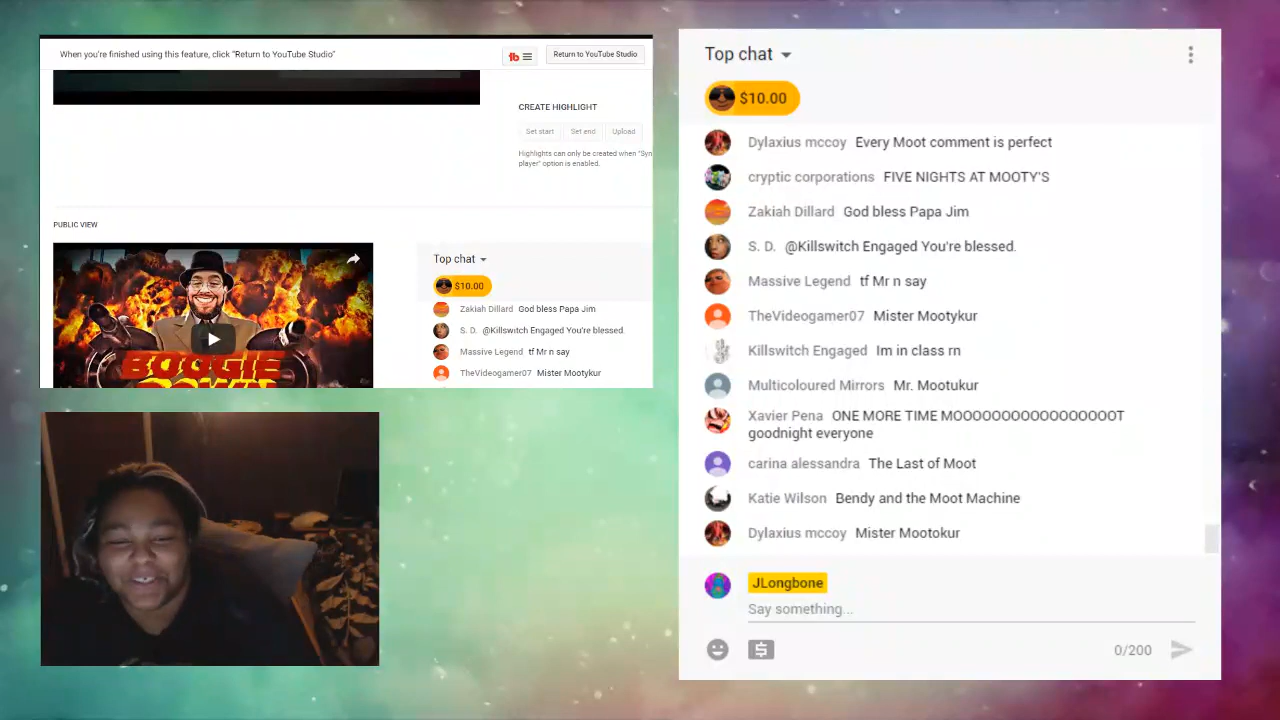 When you're finished using this feature, click "Return to YouTube Studio"
Return to YouTube Studio
CREATE HIGHLIGHT
Set start Set end Upload
Highlights can only be created when "Syn
player" option is enabled.
PUBLIC VIEW
BOOGIE
DOWN
Top chat
$10.00
Zakiah Dillard God bless Papa Jim
S. D. @Killswitch Engaged You're blessed.
Massive Legend tf Mr n say
TheVideogamer07 Mister Mootykur
Top chat
$10.00
Dylaxius mccoy Every Moot comment is perfect
cryptic corporations FIVE NIGHTS AT MOOTY'S
Zakiah Dillard God bless Papa Jim
S. D. @Killswitch Engaged You're blessed.
Massive Legend tf Mr n say
TheVideogamer07 Mister Mootykur
Killswitch Engaged Im in class rn
Multicoloured Mirrors Mr. Mootukur
Xavier Pena ONE MORE TIME MOOOOOOOOOOOOOOOOOT
goodnight everyone
carina alessandra The Last of Moot
Katie Wilson Bendy and the Moot Machine
Dylaxius mccoy Mister Mootokur
JLongbone
Say something...
0/200